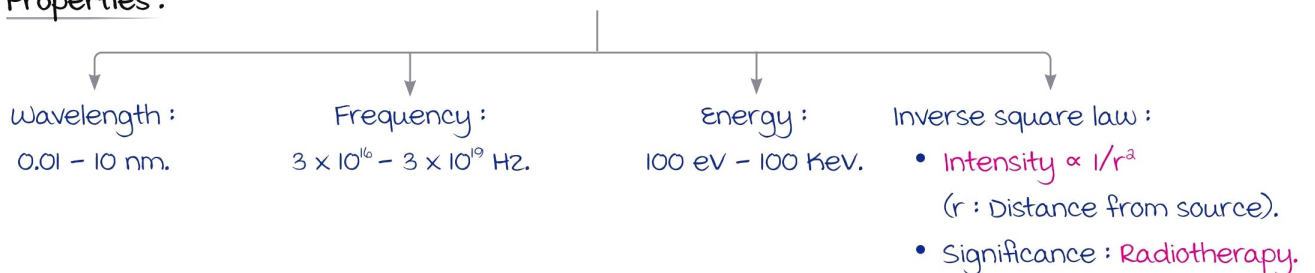 Properties :
Wavelength :
0.01 - 10 nm.
Frequency :
3 x 10¹⁶ - 3 x 10¹⁹ Hz.
Energy :
100 eV - 100 KeV.
Inverse square law :
• Intensity ∝ 1/r²
(r : Distance from source).
• Significance : Radiotherapy.